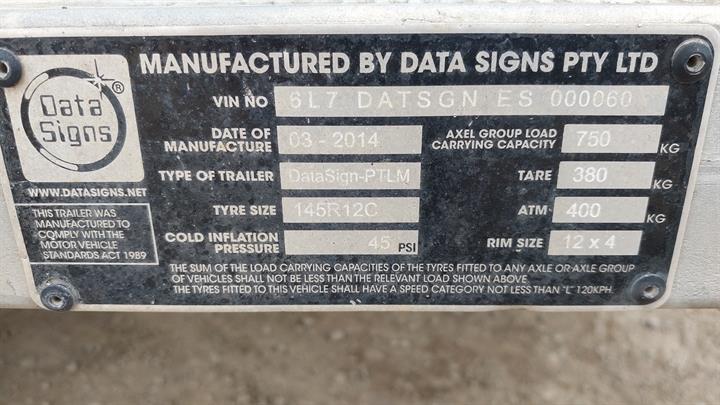 Data
Signs
®
MANUFACTURED BY DATA SIGNS PTY LTD
VIN NO 6L7 DATSGN ES 000060
DATE OF
MANUFACTURE 03 - 2014
AXEL GROUP LOAD
CARRYING CAPACITY 750 KG
TYPE OF TRAILER DataSign-PTLM
TARE 380 KG
WWW.DATASIGNS.NET
TYRE SIZE 145R12C
ATM 400 KG
THIS TRAILER WAS
MANUFACTURED TO
COMPLY WITH THE
MOTOR VEHICLE
STANDARDS ACT 1989
COLD INFLATION
PRESSURE 45 PSI
RIM SIZE 12 x 4
THE SUM OF THE LOAD CARRYING CAPACITIES OF THE TYRES FITTED TO ANY AXLE OR AXLE GROUP
OF VEHICLES SHALL NOT BE LESS THAN THE RELEVANT LOAD SHOWN ABOVE.
THE TYRES FITTED TO THIS VEHICLE SHALL HAVE A SPEED CATEGORY NOT LESS THAN "L" 120KPH.